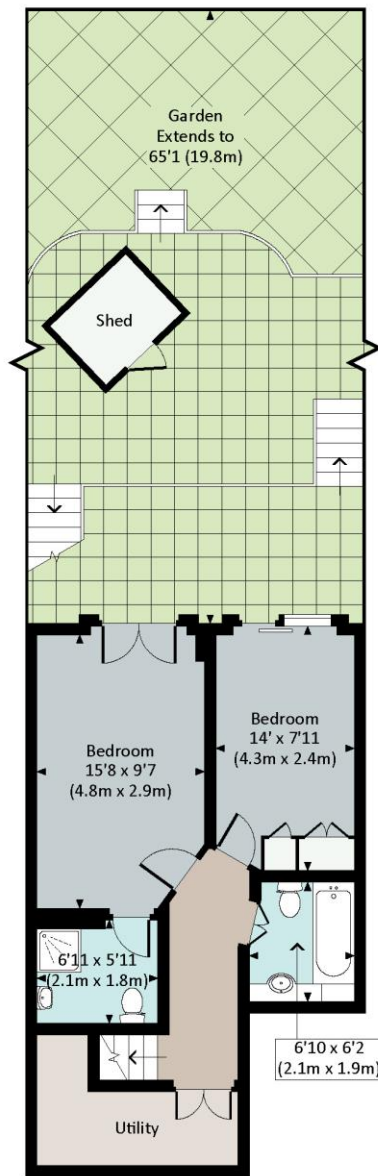 Garden
Extends to
65'1 (19.8m)
Shed
Bedroom
15'8 x 9'7
(4.8m x 2.9m)
Bedroom
14' x 7'11
(4.3m x 2.4m)
6'11 x 5'11
(2.1m x 1.8m)
6'10 x 6'2
(2.1m x 1.9m)
Utility